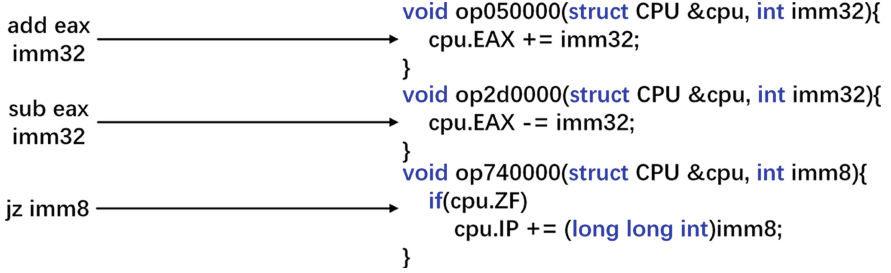 add eax
imm32
void op050000(struct CPU &cpu, int imm32){
cpu.EAX += imm32;
}
sub eax
imm32
void op2d0000(struct CPU &cpu, int imm32){
cpu.EAX -= imm32;
}
jz imm8
void op740000(struct CPU &cpu, int imm8){
if(cpu.ZF)
cpu.IP += (long long int)imm8;
}